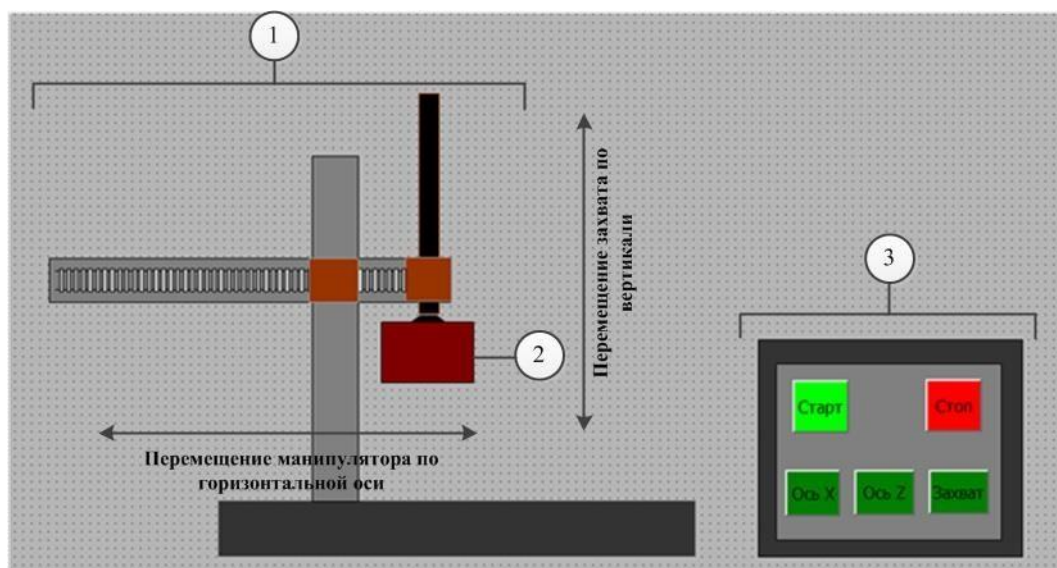 1
Перемещение захвата по
вертикали
2
Перемещение манипулятора по
горизонтальной оси
3
Старт
Стоп
Ось X
Ось Z
Захват